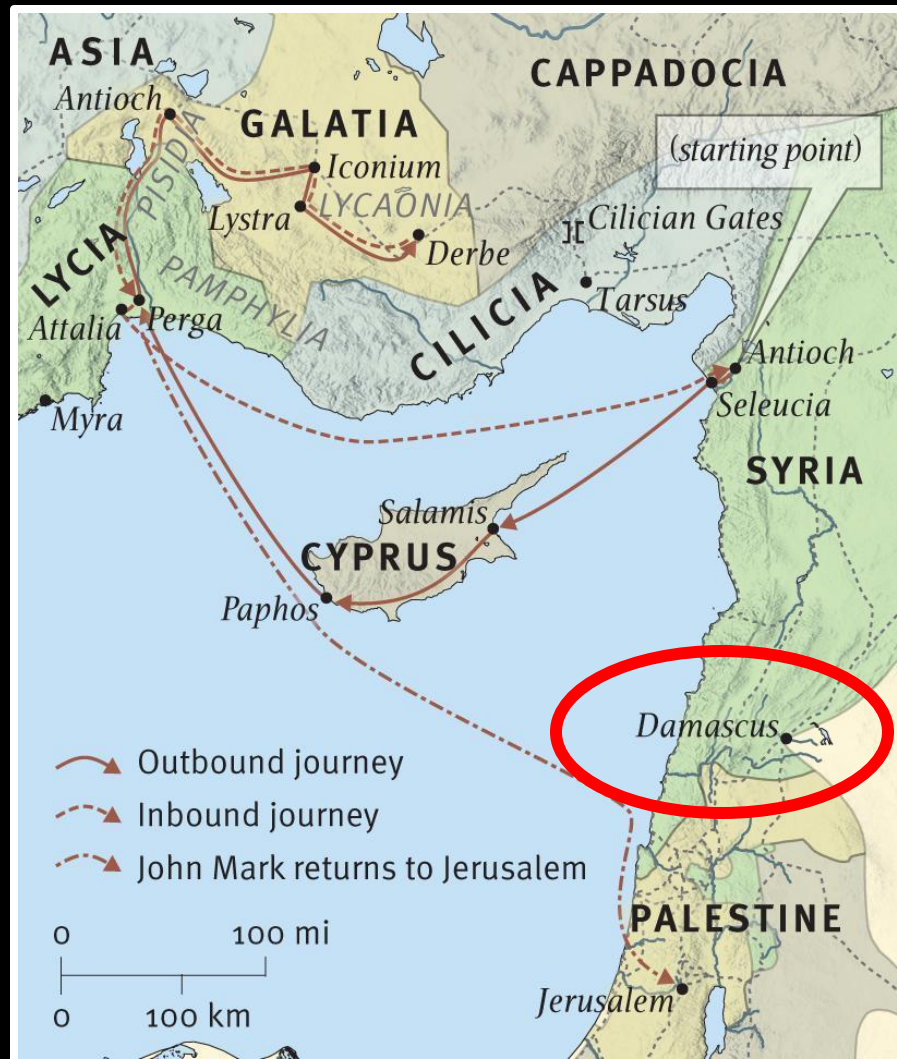 ASIA
CAPPADOCIA
Antioch
GALATIA
(starting point)
PISIDIA
Iconium
LYCAONIA
Lystra
Cilician Gates
Derbe
LYCIA
PAMPHYLIA
CILICIA
Tarsus
Attalia
Perga
Antioch
Seleucia
Myra
SYRIA
Salamis
CYPRUS
Paphos
Damascus
Outbound journey
Inbound journey
John Mark returns to Jerusalem
PALESTINE
0 100 mi
Jerusalem
0 100 km